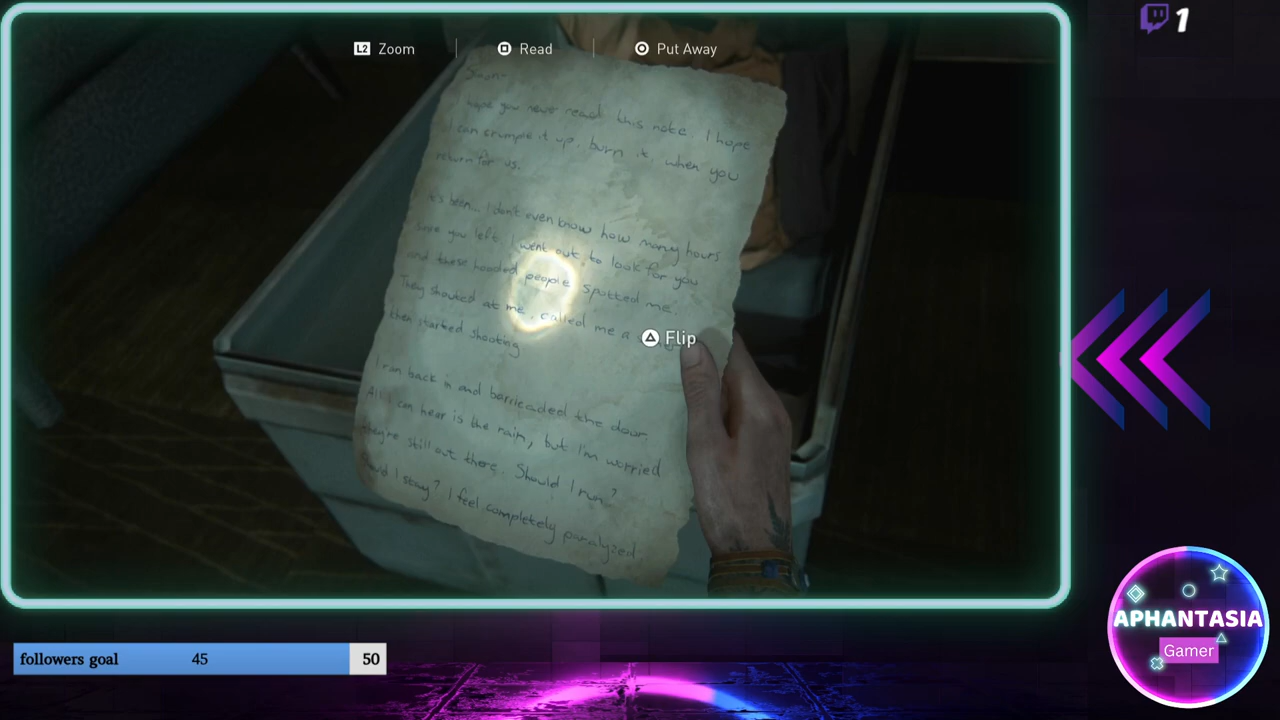 1
L2 Zoom
Read
Put Away
hope you never read this note. I hope
I can crumple it up, burn it, when you
return for us.
It's been... I don't even know how many hours
since you left. I went out to look for you
and these hooded people spotted me.
They shouted at me, called me a
then started shooting
Flip
I ran back in and barricaded the door.
All I can hear is the rain, but I'm worried
they're still out there. Should I run?
Should I stay? I feel completely paralyzed
followers goal 45 50
APHANTASIA
Gamer